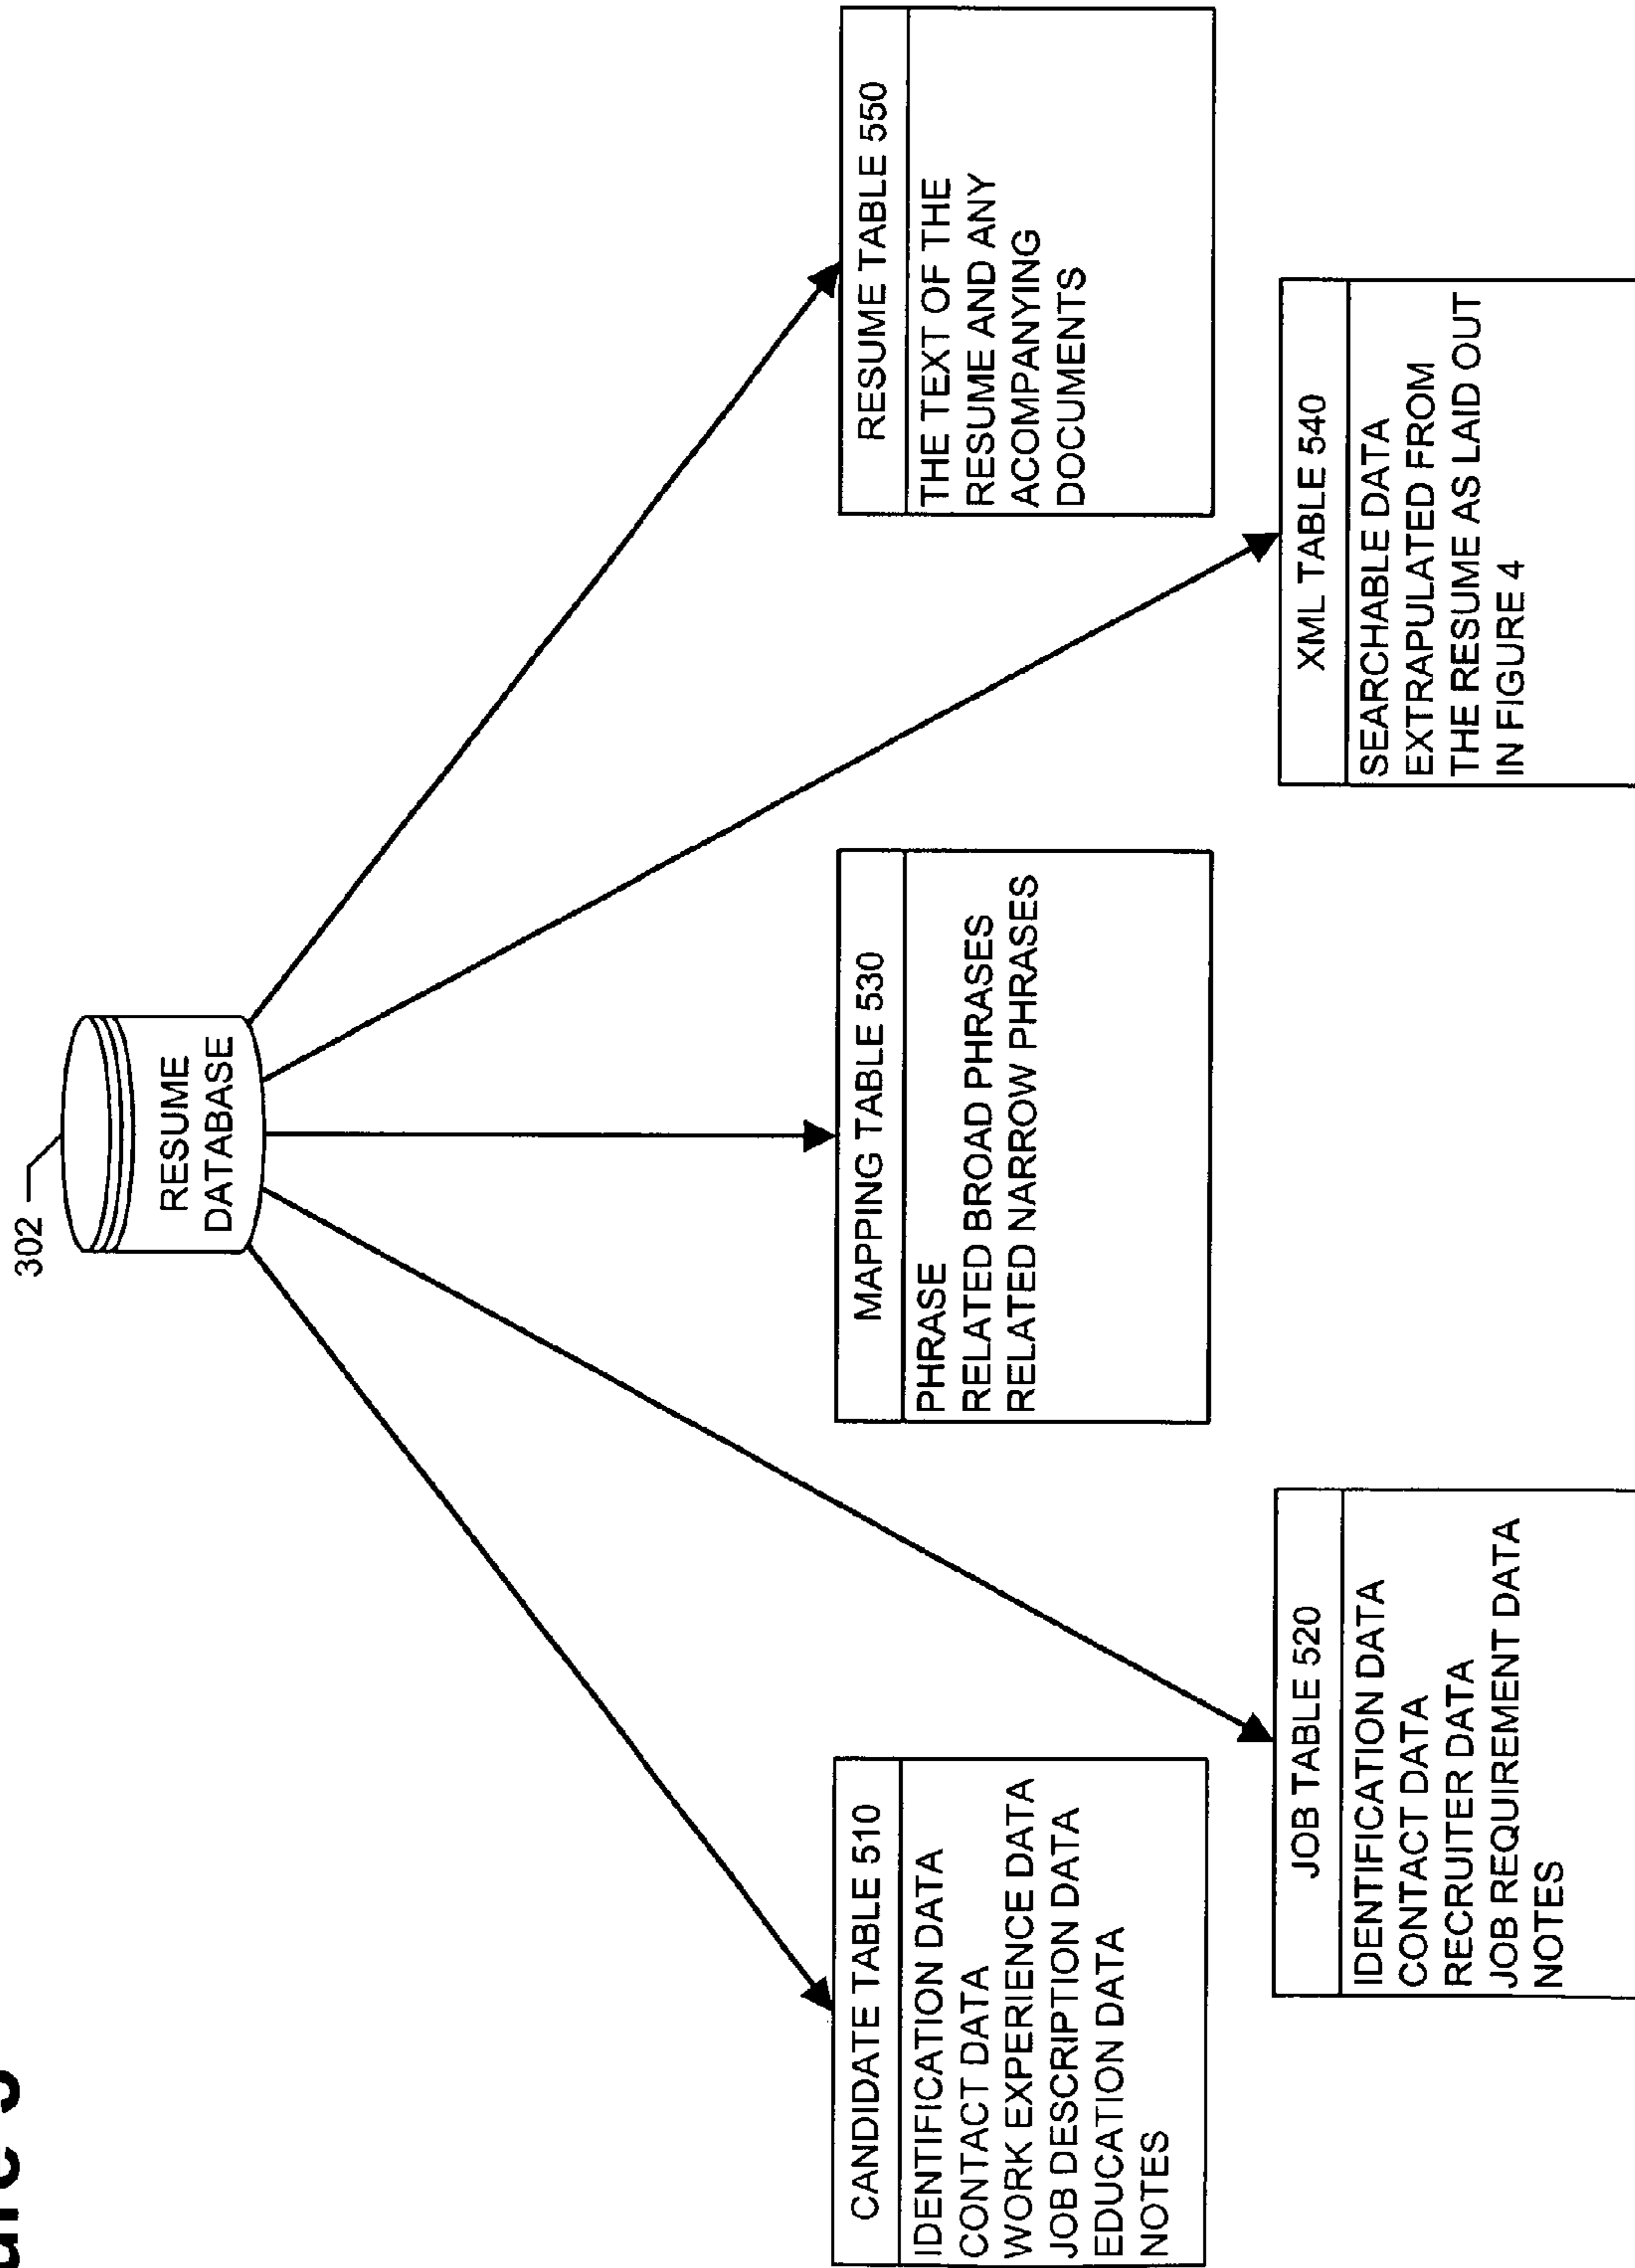 302
RESUME
DATABASE
CANDIDATE TABLE 510
IDENTIFICATION DATA
CONTACT DATA
WORK EXPERIENCE DATA
JOB DESCRIPTION DATA
EDUCATION DATA
NOTES
JOB TABLE 520
IDENTIFICATION DATA
CONTACT DATA
RECRUITER DATA
JOB REQUIREMENT DATA
NOTES
MAPPING TABLE 530
PHRASE
RELATED BROAD PHRASES
RELATED NARROW PHRASES
XML TABLE 540
SEARCHABLE DATA
EXTRAPULATED FROM
THE RESUME AS LAID OUT
IN FIGURE 4
RESUME TABLE 550
THE TEXT OF THE
RESUME AND ANY
ACOMPANYING
DOCUMENTS